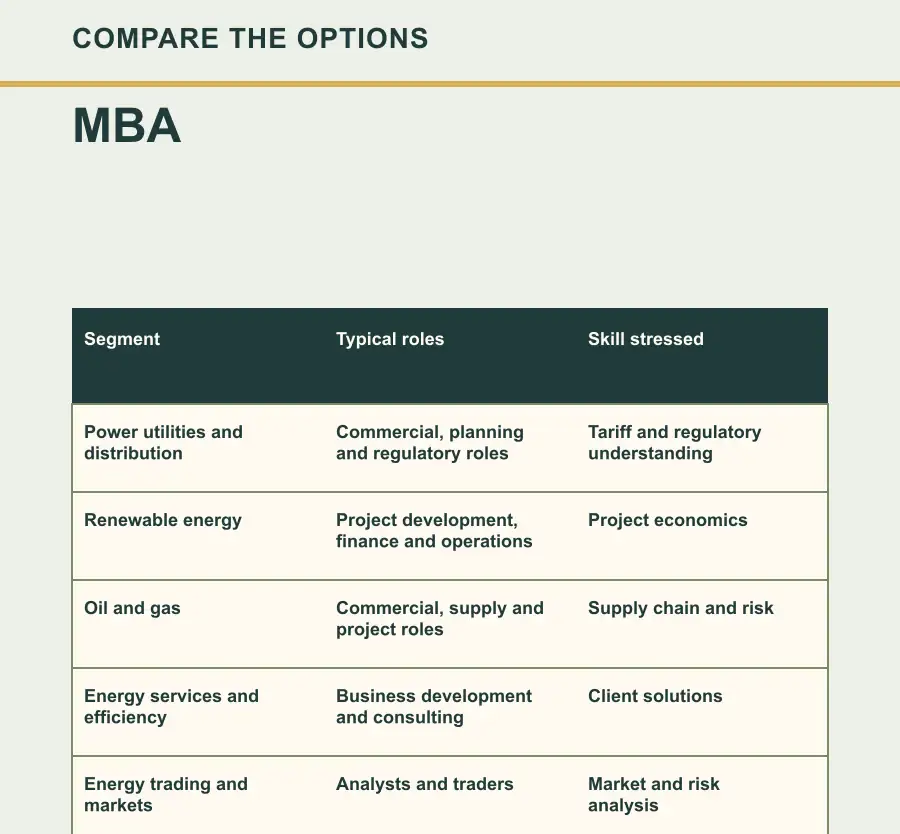 COMPARE THE OPTIONS
MBA
Segment
Typical roles
Skill stressed
Power utilities and
distribution
Commercial, planning
and regulatory roles
Tariff and regulatory
understanding
Renewable energy
Project development,
finance and operations
Project economics
Oil and gas
Commercial, supply and
project roles
Supply chain and risk
Energy services and
efficiency
Business development
and consulting
Client solutions
Energy trading and
markets
Analysts and traders
Market and risk
analysis